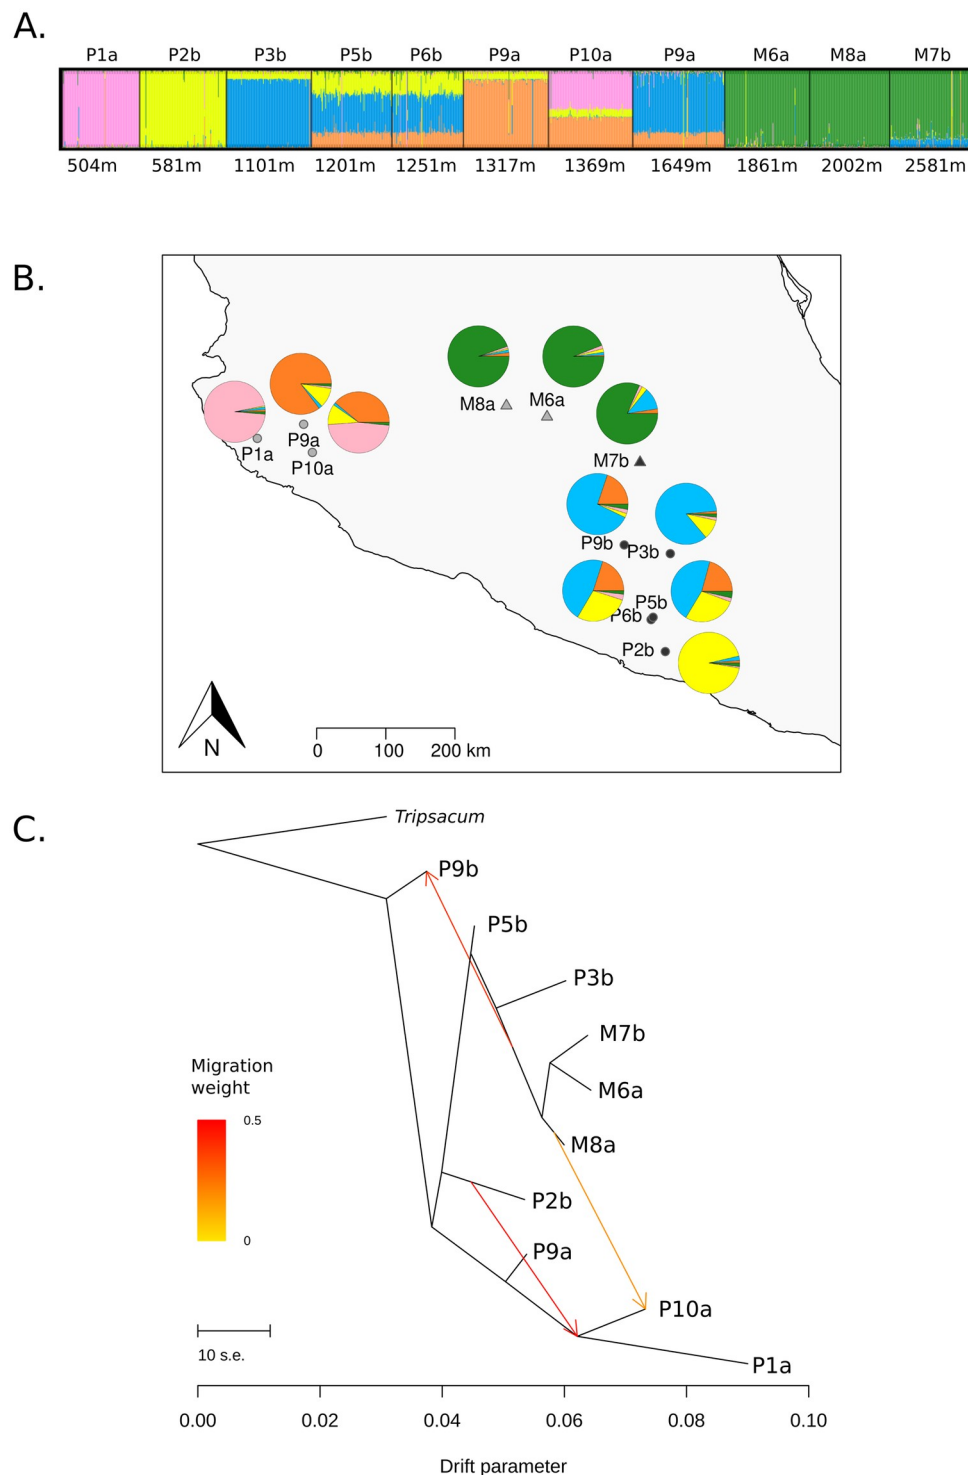 A.
P1a P2b P3b P5b P6b P9a P10a P9a M6a M8a M7b
504m 581m 1101m 1201m 1251m 1317m 1369m 1649m 1861m 2002m 2581m
B.
M8a M6a
P1a P9a
P10a
M7b
P9b P3b
P5b
P6b
P2b
N
0 100 200 km
C.
Tripsacum
P9b
P5b
P3b
M7b
M6a
M8a
P2b
P9a
P10a
P1a
Migration
weight
0.5
0
10 s.e.
0.00 0.02 0.04 0.06 0.08 0.10
Drift parameter